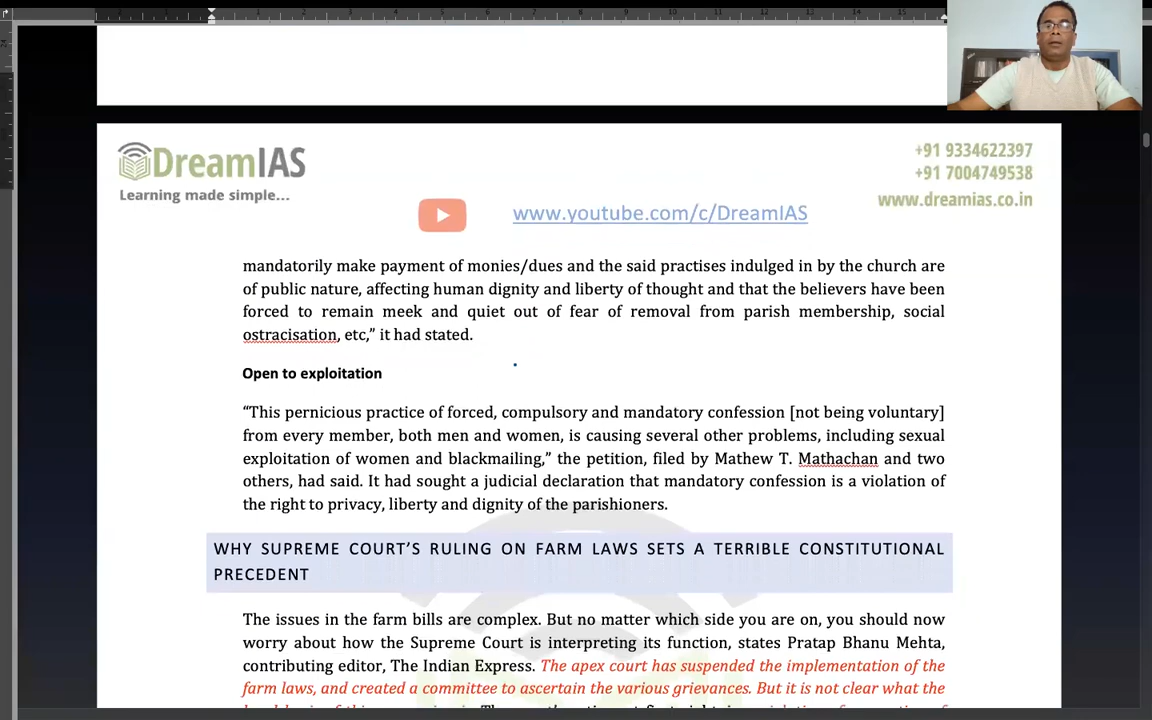 DreamIAS
Learning made simple...
+91 9334622397
+91 7004749538
www.dreamias.co.in
www.youtube.com/c/DreamIAS
mandatorily make payment of monies/dues and the said practises indulged in by the church are
of public nature, affecting human dignity and liberty of thought and that the believers have been
forced to remain meek and quiet out of fear of removal from parish membership, social
ostracisation, etc,” it had stated.
Open to exploitation
“This pernicious practice of forced, compulsory and mandatory confession [not being voluntary]
from every member, both men and women, is causing several other problems, including sexual
exploitation of women and blackmailing,” the petition, filed by Mathew T. Mathachan and two
others, had said. It had sought a judicial declaration that mandatory confession is a violation of
the right to privacy, liberty and dignity of the parishioners.
WHY SUPREME COURT’S RULING ON FARM LAWS SETS A TERRIBLE CONSTITUTIONAL
PRECEDENT
The issues in the farm bills are complex. But no matter which side you are on, you should now
worry about how the Supreme Court is interpreting its function, states Pratap Bhanu Mehta,
contributing editor, The Indian Express. The apex court has suspended the implementation of the
farm laws, and created a committee to ascertain the various grievances. But it is not clear what the